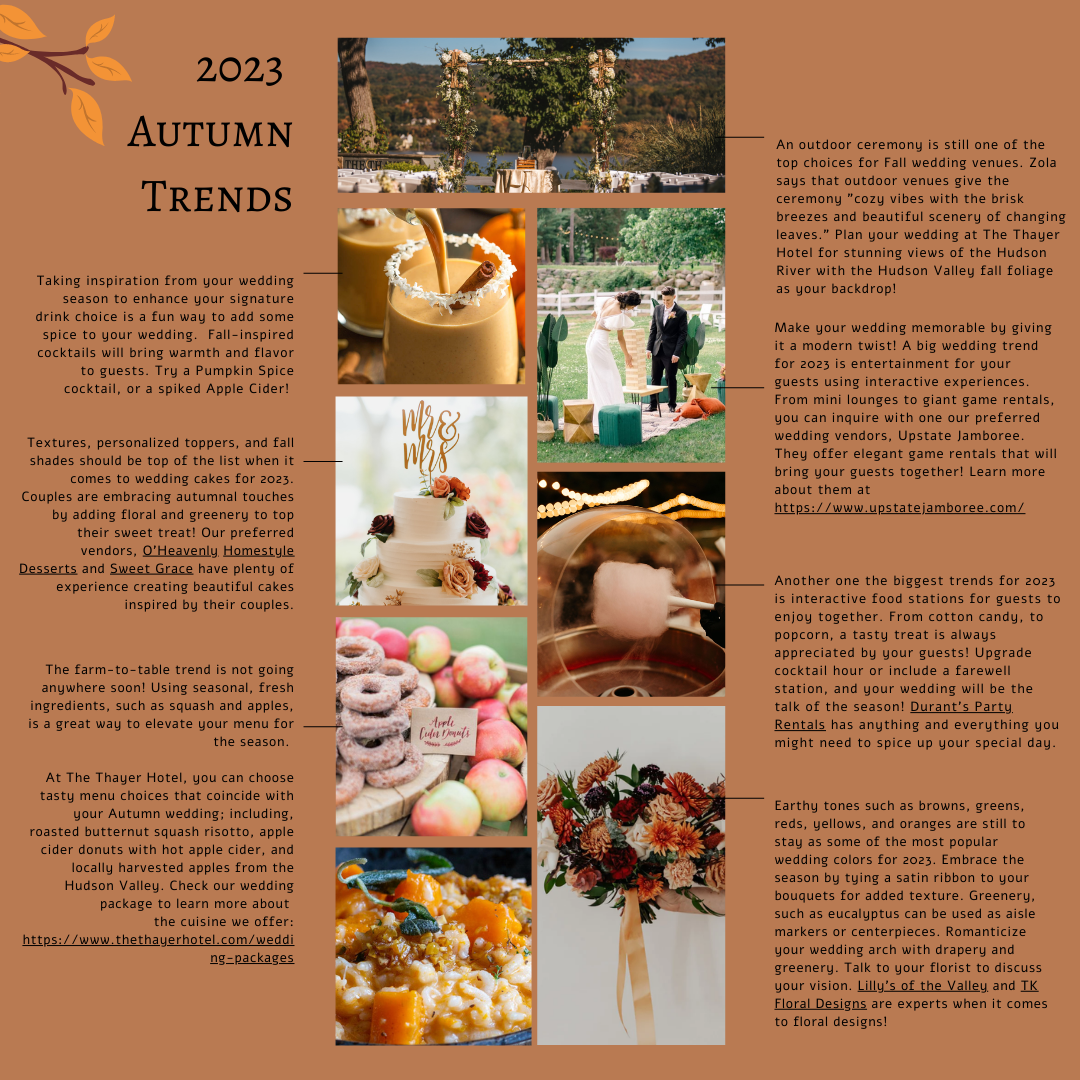 2023
AUTUMN
TRENDS
Taking inspiration from your wedding
season to enhance your signature
drink choice is a fun way to add some
spice to your wedding. Fall-inspired
cocktails will bring warmth and flavor
to guests. Try a Pumpkin Spice
cocktail, or a spiked Apple Cider!
Textures, personalized toppers, and fall
shades should be top of the list when it
comes to wedding cakes for 2023.
Couples are embracing autumnal touches
by adding floral and greenery to top
their sweet treat! Our preferred
vendors, O'Heavenly Homestyle
Desserts and Sweet Grace have plenty of
experience creating beautiful cakes
inspired by their couples.
The farm-to-table trend is not going
anywhere soon! Using seasonal, fresh
ingredients, such as squash and apples,
is a great way to elevate your menu for
the season.
At The Thayer Hotel, you can choose
tasty menu choices that coincide with
your Autumn wedding; including,
roasted butternut squash risotto, apple
cider donuts with hot apple cider, and
locally harvested apples from the
Hudson Valley. Check our wedding
package to learn more about
the cuisine we offer:
https://www.thethayerhotel.com/weddi
ng-packages
Mr &
Mrs
Apple
Cider Donuts
An outdoor ceremony is still one of the
top choices for Fall wedding venues. Zola
says that outdoor venues give the
ceremony "cozy vibes with the brisk
breezes and beautiful scenery of changing
leaves." Plan your wedding at The Thayer
Hotel for stunning views of the Hudson
River with the Hudson Valley fall foliage
as your backdrop!
Make your wedding memorable by giving
it a modern twist! A big wedding trend
for 2023 is entertainment for your
guests using interactive experiences.
From mini lounges to giant game rentals,
you can inquire with one our preferred
wedding vendors, Upstate Jamboree.
They offer elegant game rentals that will
bring your guests together! Learn more
about them at
https://www.upstatejamboree.com/
Another one the biggest trends for 2023
is interactive food stations for guests to
enjoy together. From cotton candy, to
popcorn, a tasty treat is always
appreciated by your guests! Upgrade
cocktail hour or include a farewell
station, and your wedding will be the
talk of the season! Durant's Party
Rentals has anything and everything you
might need to spice up your special day.
Earthy tones such as browns, greens,
reds, yellows, and oranges are still to
stay as some of the most popular
wedding colors for 2023. Embrace the
season by tying a satin ribbon to your
bouquets for added texture. Greenery,
such as eucalyptus can be used as aisle
markers or centerpieces. Romanticize
your wedding arch with drapery and
greenery. Talk to your florist to discuss
your vision. Lilly's of the Valley and TK
Floral Designs are experts when it comes
to floral designs!